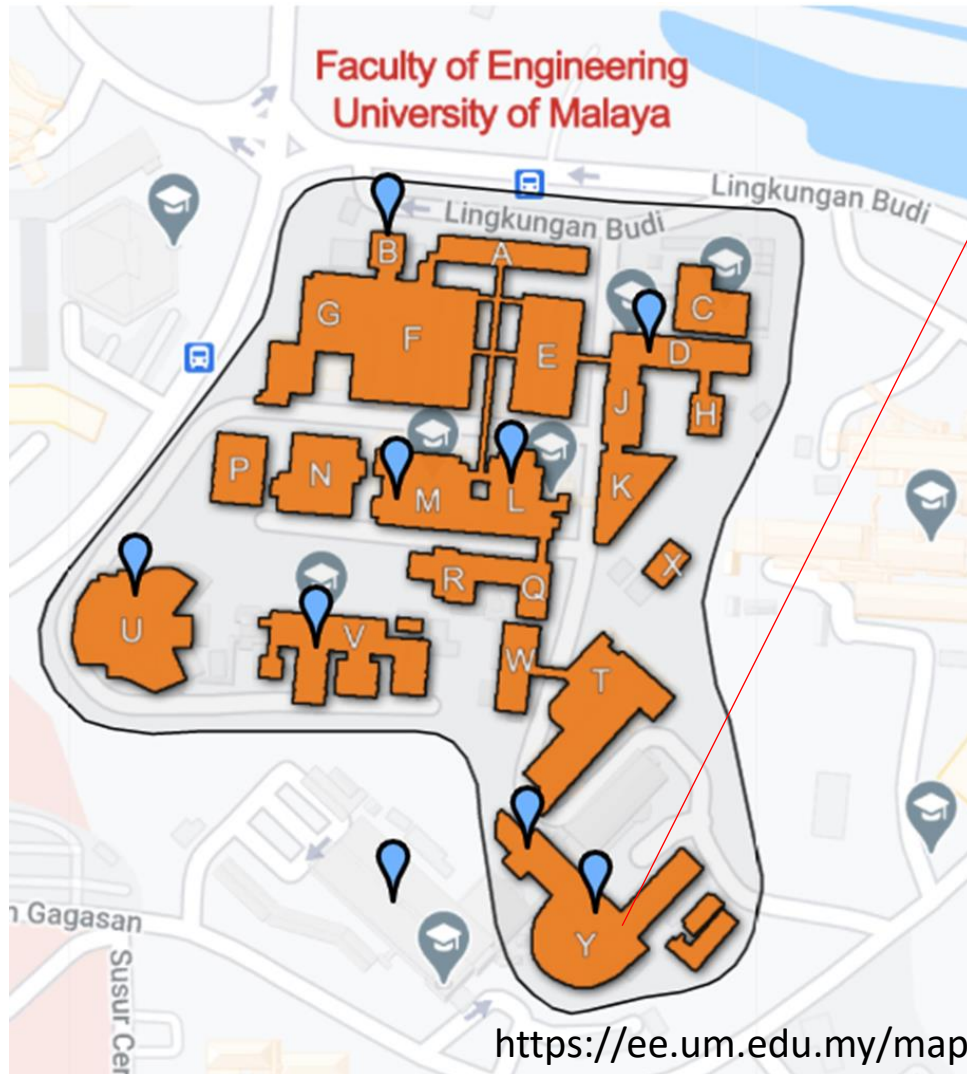 Faculty of Engineering
University of Malaya
Lingkungan Budi
Lingkungan Budi
B
A
C
G
F
E
D
J
H
P
N
M
L
K
X
R
Q
U
V
W
T
Y
n Gagasan
Susur Cer
https://ee.um.edu.my/map